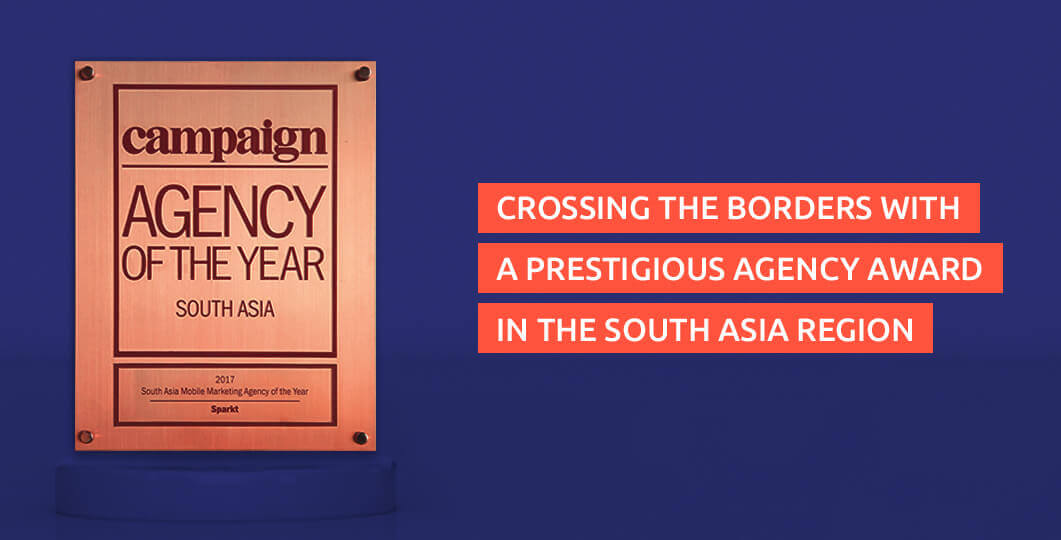 campaign
AGENCY
OF THE YEAR
SOUTH ASIA
2017
South Asia Mobile Marketing Agency of the Year
Sparkt
CROSSING THE BORDERS WITH
A PRESTIGIOUS AGENCY AWARD
IN THE SOUTH ASIA REGION